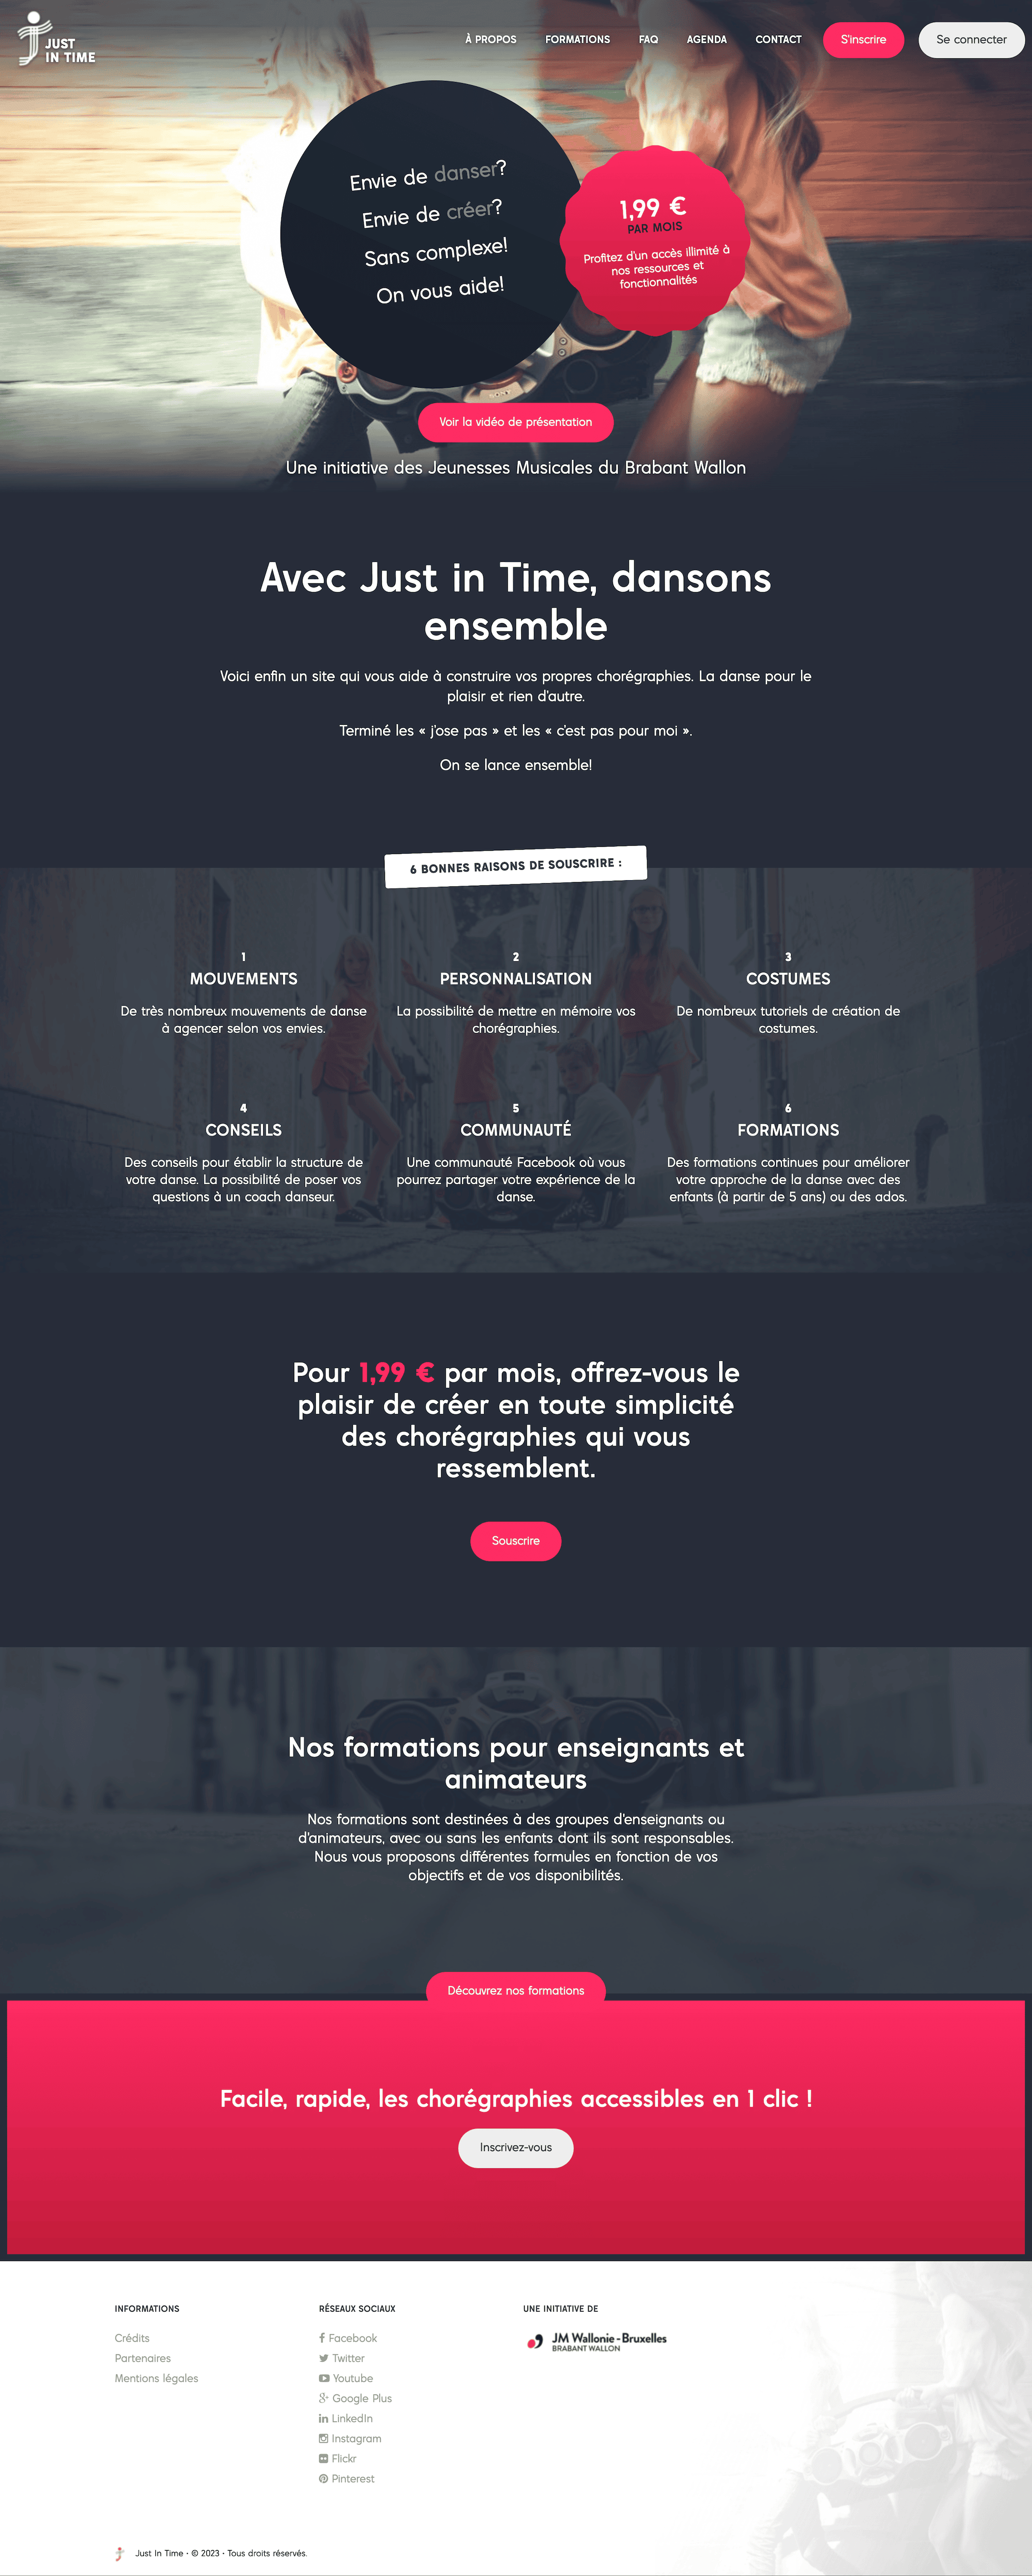 JUST
IN TIME
À PROPOS
FORMATIONS
FAQ
AGENDA
CONTACT
S'inscrire
Se connecter
Envie de danser?
Envie de créer?
Sans complexe!
On vous aide!
1,99 €
PAR MOIS
Profitez d'un accès illimité à
nos ressources et
fonctionnalités
Voir la vidéo de présentation
Une initiative des Jeunesses Musicales du Brabant Wallon
Avec Just in Time, dansons
ensemble
Voici enfin un site qui vous aide à construire vos propres chorégraphies. La danse pour le
plaisir et rien d'autre.
Terminé les « j'ose pas » et les « c'est pas pour moi ».
On se lance ensemble!
6 BONNES RAISONS DE SOUSCRIRE :
1
MOUVEMENTS
De très nombreux mouvements de danse
à agencer selon vos envies.
2
PERSONNALISATION
La possibilité de mettre en mémoire vos
chorégraphies.
3
COSTUMES
De nombreux tutoriels de création de
costumes.
4
CONSEILS
Des conseils pour établir la structure de
votre danse. La possibilité de poser vos
questions à un coach danseur.
5
COMMUNAUTÉ
Une communauté Facebook où vous
pourrez partager votre expérience de la
danse.
6
FORMATIONS
Des formations continues pour améliorer
votre approche de la danse avec des
enfants (à partir de 5 ans) ou des ados.
Pour 1,99 € par mois, offrez-vous le
plaisir de créer en toute simplicité
des chorégraphies qui vous
ressemblent.
Souscrire
Nos formations pour enseignants et
animateurs
Nos formations sont destinées à des groupes d'enseignants ou
d'animateurs, avec ou sans les enfants dont ils sont responsables.
Nous vous proposons différentes formules en fonction de vos
objectifs et de vos disponibilités.
Découvrez nos formations
Facile, rapide, les chorégraphies accessibles en 1 clic !
Inscrivez-vous
INFORMATIONS
Crédits
Partenaires
Mentions légales
RÉSEAUX SOCIAUX
Facebook
Twitter
Youtube
Google Plus
LinkedIn
Instagram
Flickr
Pinterest
UNE INITIATIVE DE
JM Wallonie - Bruxelles
BRABANT WALLON
Just In Time • © 2023 • Tous droits réservés.